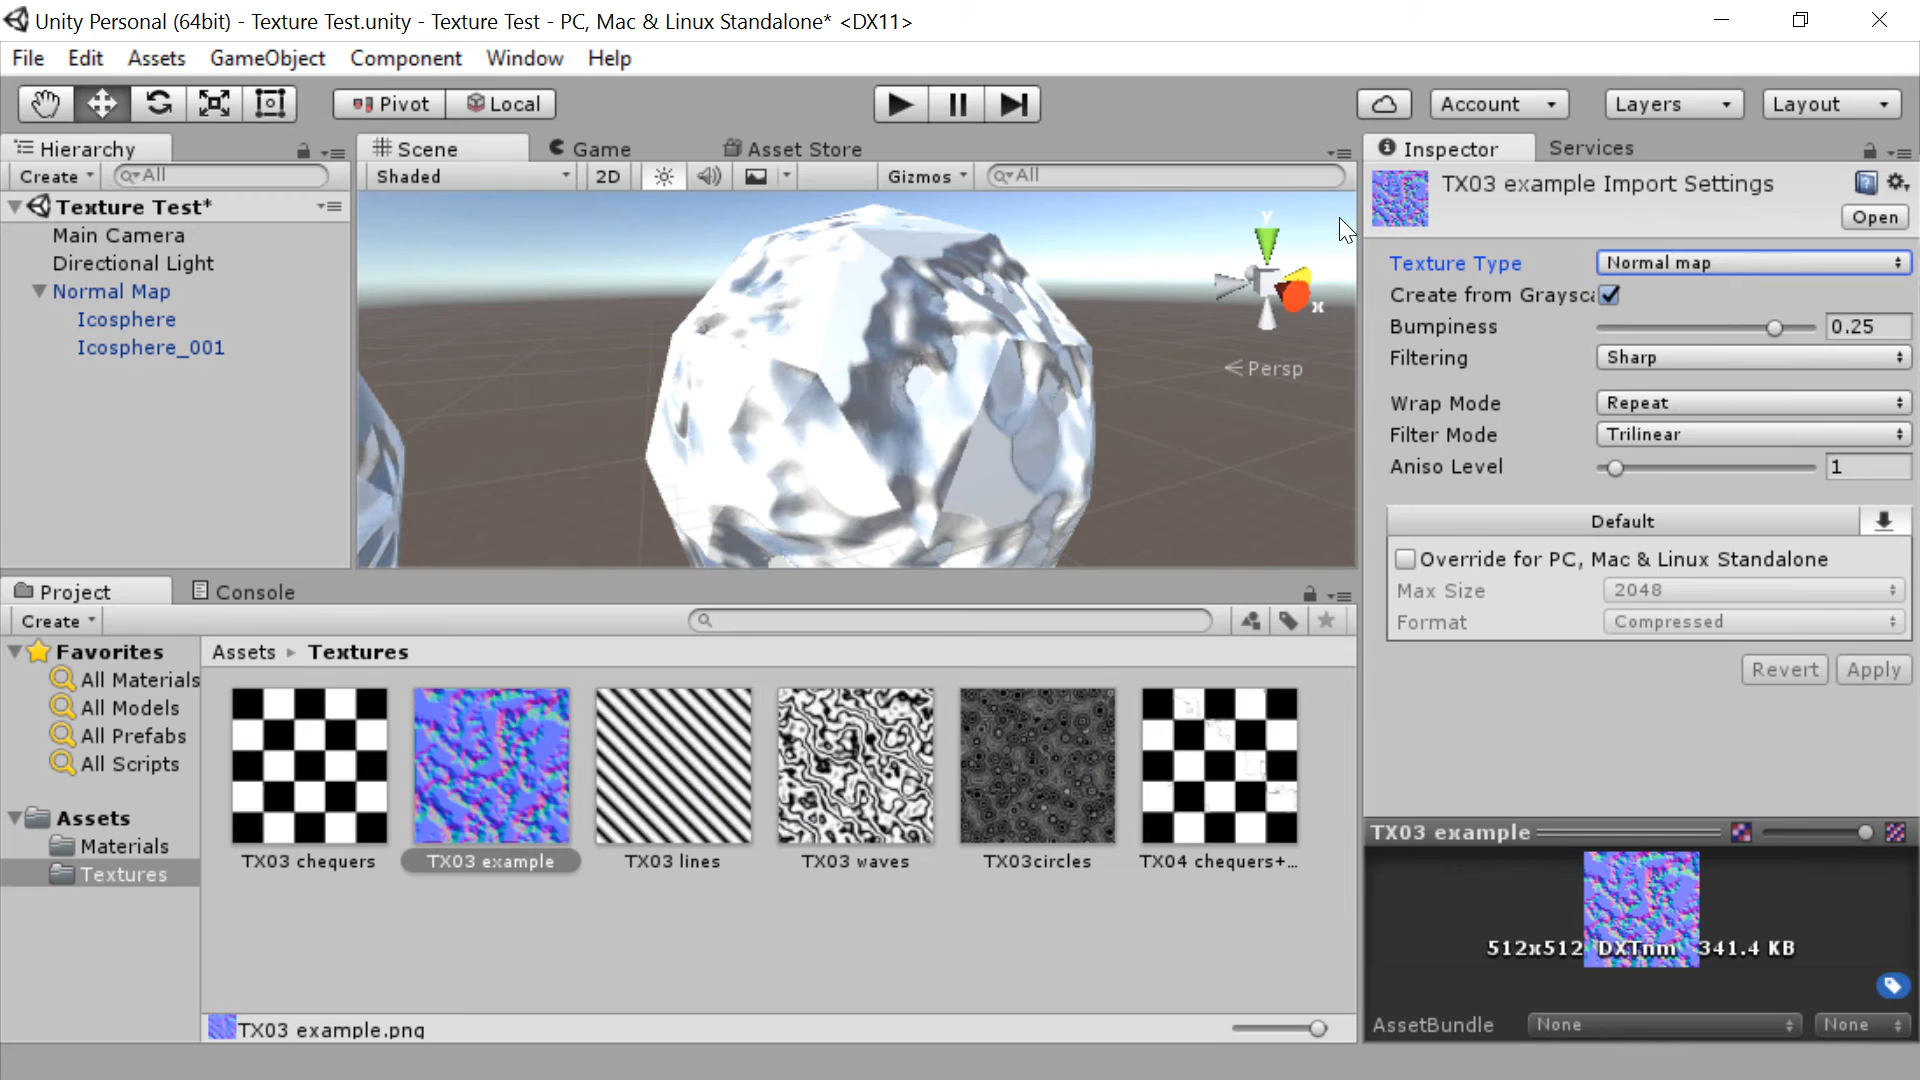 Unity Personal (64bit) - Texture Test.unity - Texture Test - PC, Mac & Linux Standalone* <DX11>
File Edit Assets GameObject Component Window Help
Pivot Local Account Layers Layout
Hierarchy
Create All
Texture Test*
Main Camera
Directional Light
Normal Map
Icosphere
Icosphere_001
Scene Game Asset Store
Shaded 2D Gizmos All
y
x
Persp
Inspector Services
TX03 example Import Settings
Open
Texture Type Normal map
Create from Graysca
Bumpiness 0.25
Filtering Sharp
Wrap Mode Repeat
Filter Mode Trilinear
Aniso Level 1
Default
Override for PC, Mac & Linux Standalone
Max Size 2048
Format Compressed
Revert Apply
Project Console
Create
Favorites
All Materials
All Models
All Prefabs
All Scripts
Assets
Materials
Textures
Assets Textures
TX03 chequers TX03 example TX03 lines TX03 waves TX03circles TX04 chequers+...
TX03 example.png
TX03 example
512x512 DXTnm 341.4 KB
AssetBundle None None